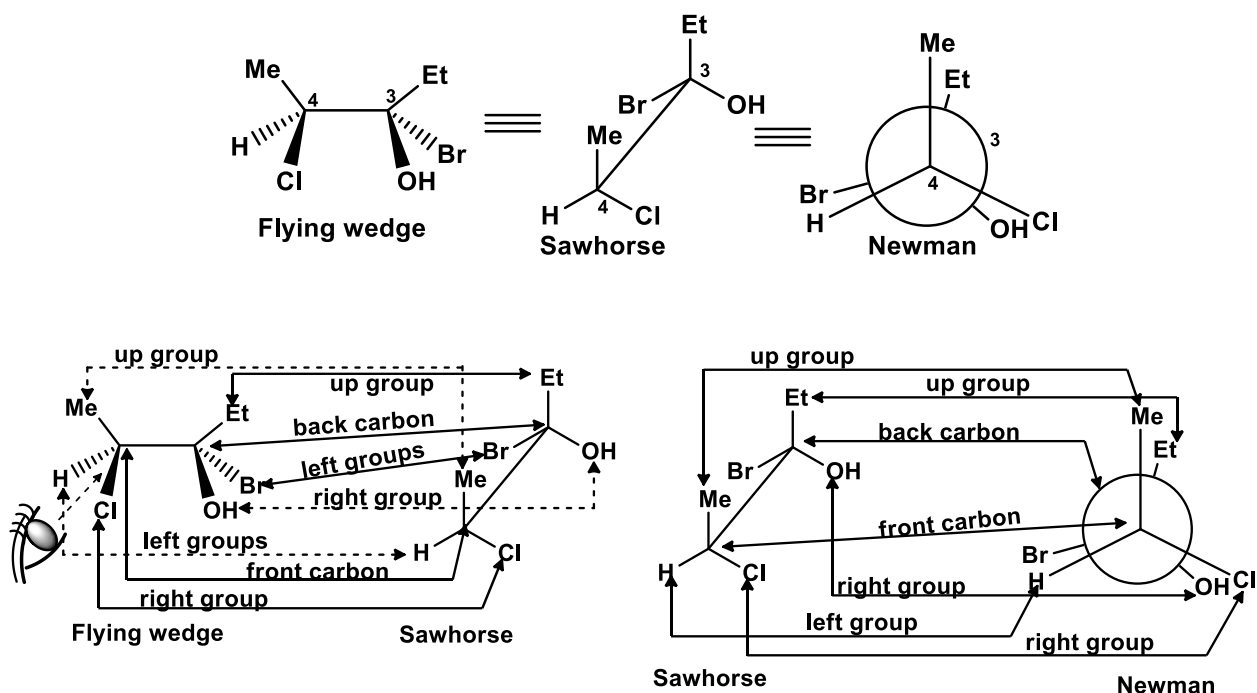 Me
4
3
Et
H
Cl
OH
Br
Flying wedge
Et
3
Br
OH
Me
H
4
Cl
Sawhorse
Me
Et
3
4
Br
H
OH
Cl
Newman
up group
up group
Me
Et
back carbon
H
Cl
OH
Br
left groups
right group
left groups
front carbon
right group
Et
Br
OH
Me
H
Cl
Flying wedge
Sawhorse
up group
up group
Et
back carbon
Br
OH
Me
front carbon
H
Cl
right group
left group
right group
Me
Et
Br
H
OH
Cl
Sawhorse
Newman